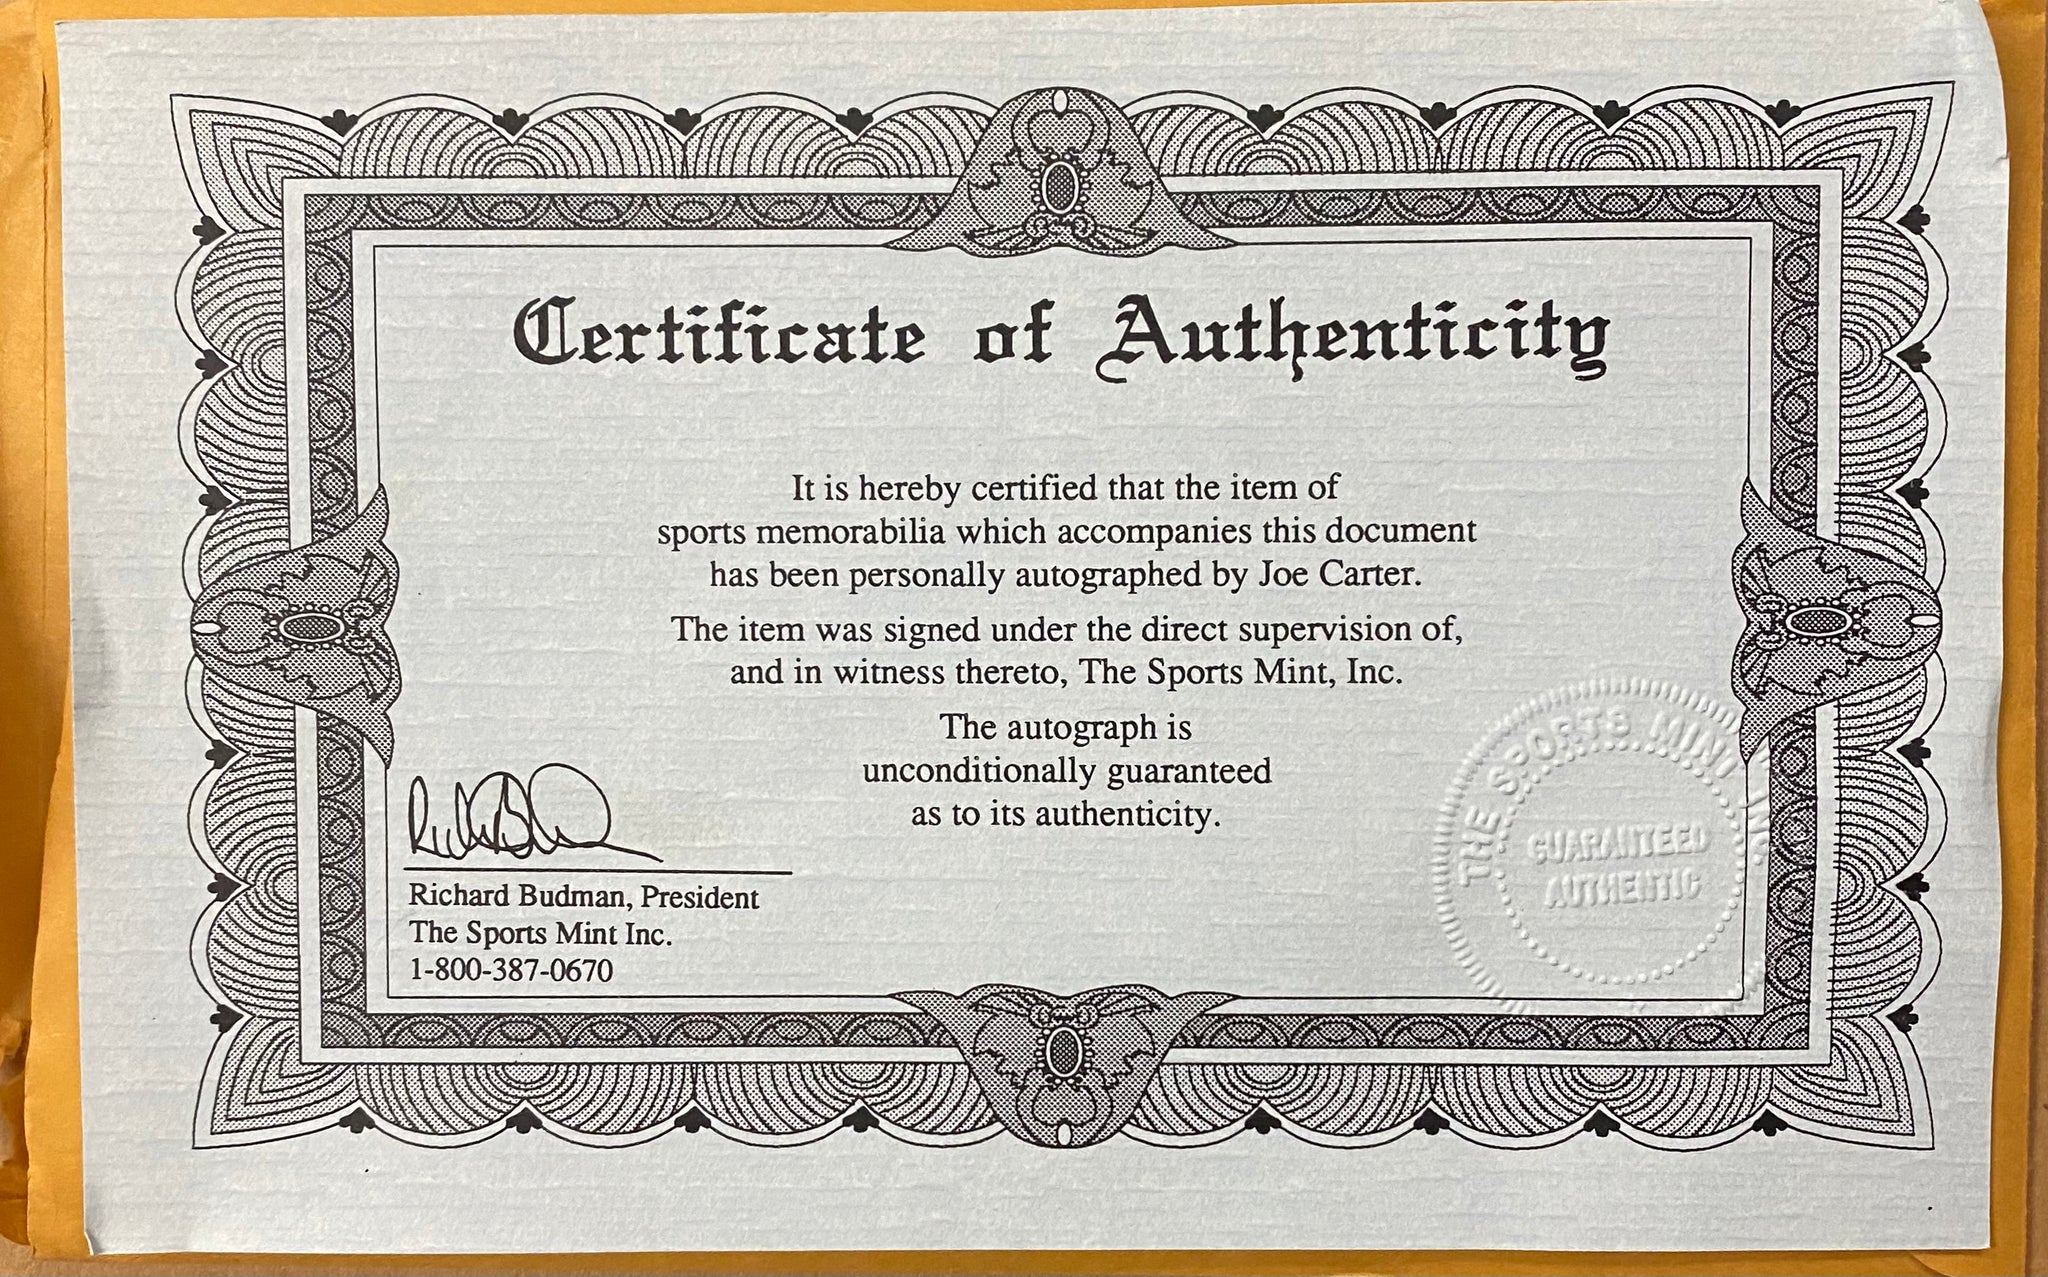 Certificate of Authenticity
It is hereby certified that the item of
sports memorabilia which accompanies this document
has been personally autographed by Joe Carter.
The item was signed under the direct supervision of,
and in witness thereto, The Sports Mint, Inc.
The autograph is
unconditionally guaranteed
as to its authenticity.
Richard Budman, President
The Sports Mint Inc.
1-800-387-0670
THE SPORTS MINT INC.
GUARANTEED
AUTHENTIC